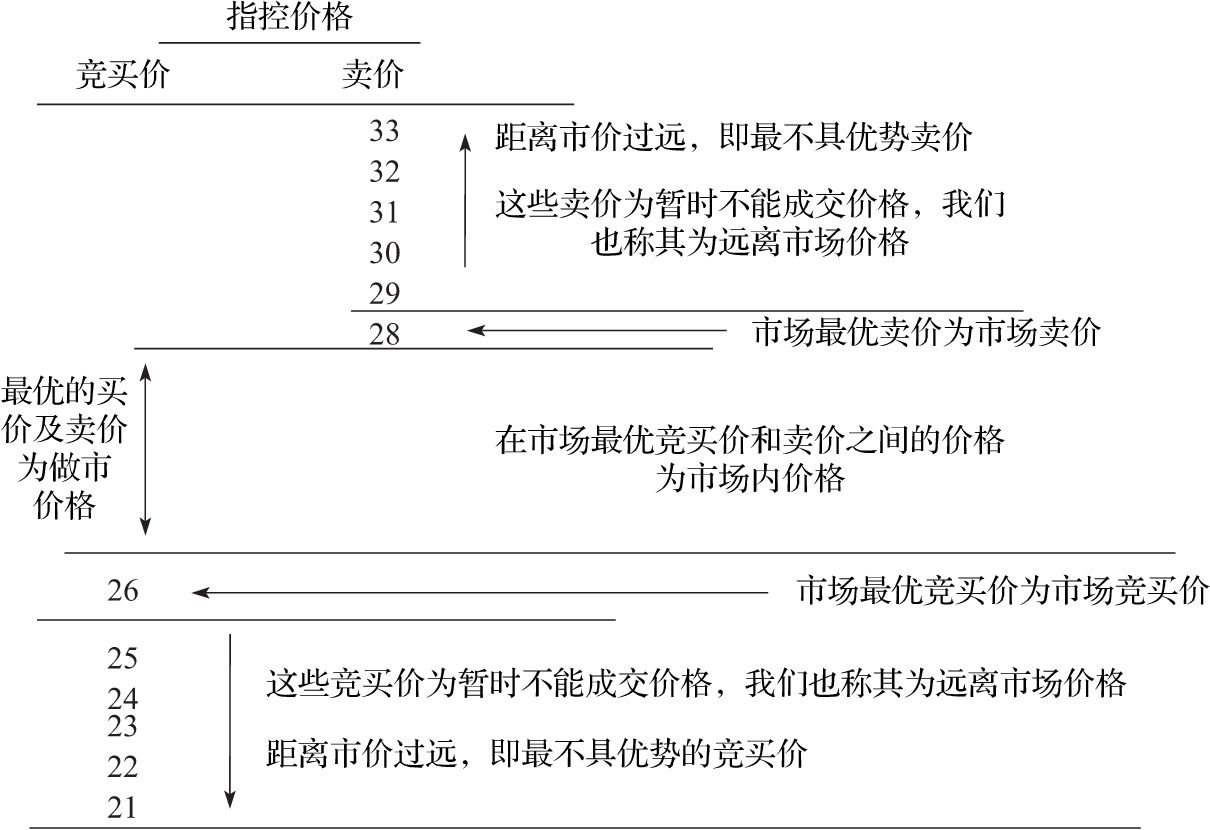 指控价格
竞买价 卖价
33
距离市价过远，即最不具优势卖价
32
31
这些卖价为暂时不能成交价格，我们
也称其为远离市场价格
30
29
28
市场最优卖价为市场卖价
最优的买
价及卖价
为做市
价格
在市场最优竞买价和卖价之间的价格
为市场内价格
26
市场最优竞买价为市场竞买价
25
24
这些竞买价为暂时不能成交价格，我们也称其为远离市场价格
23
22
距离市价过远，即最不具优势的竞买价
21